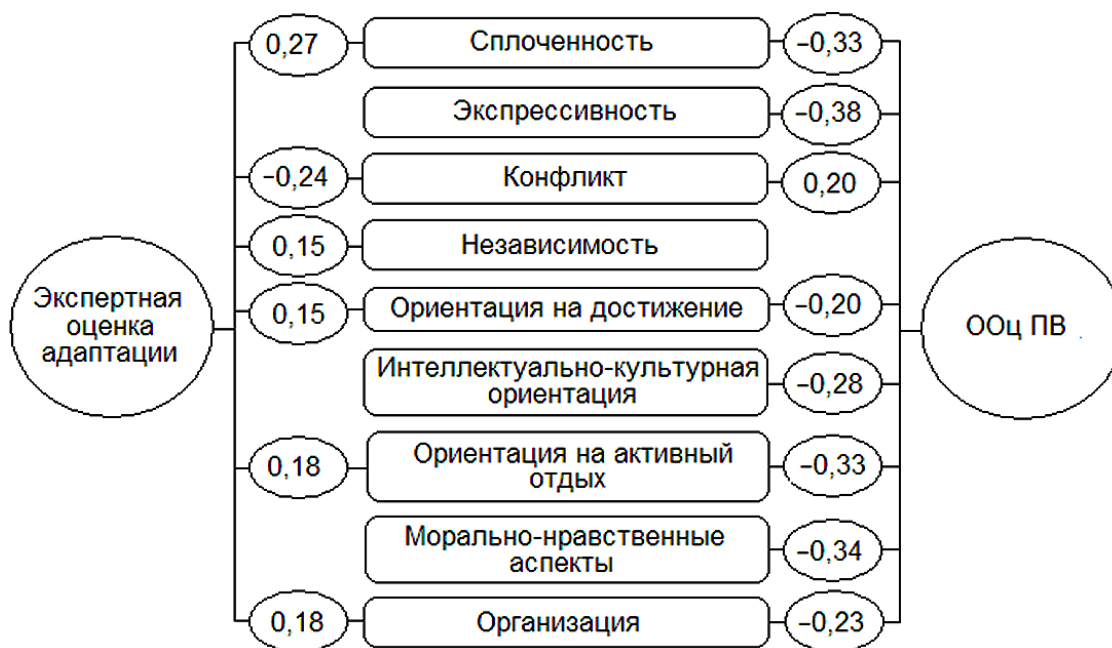 0,27 Сплоченность −0,33
Экспрессивность −0,38
−0,24 Конфликт 0,20
0,15 Независимость
Экспертная
оценка
адаптации
0,15 Ориентация на достижение −0,20
ООц ПВ
Интеллектуально-культурная
ориентация
−0,28
0,18 Ориентация на активный
отдых
−0,33
Морально-нравственные
аспекты
−0,34
0,18 Организация −0,23